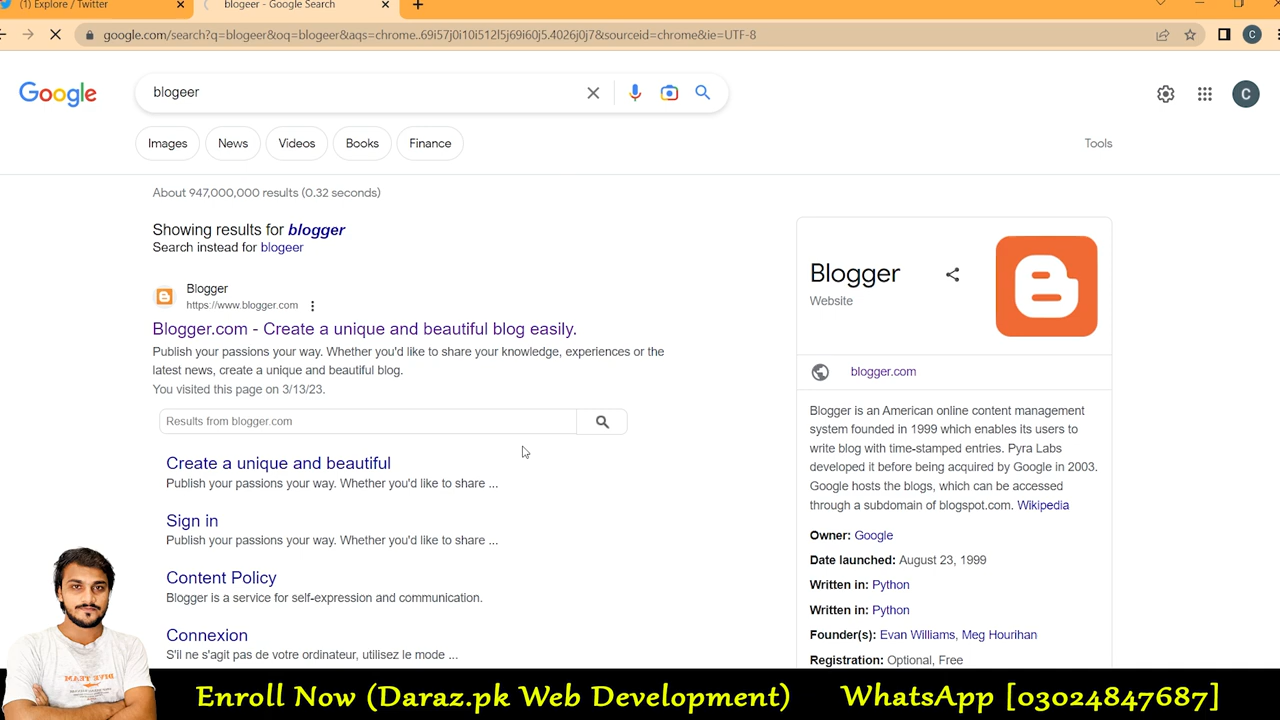 (1) Explore / Twitter
blogeer - Google Search
google.com/search?q=blogeer&oq=blogeer&aqs=chrome..69i57j0i10i512l5j69i60j5.4026j0j7&sourceid=chrome&ie=UTF-8
C
Google
blogeer
C
Images
News
Videos
Books
Finance
Tools
About 947,000,000 results (0.32 seconds)
Showing results for blogger
Search instead for blogeer
Blogger
https://www.blogger.com
Blogger.com - Create a unique and beautiful blog easily.
Publish your passions your way. Whether you'd like to share your knowledge, experiences or the
latest news, create a unique and beautiful blog.
You visited this page on 3/13/23.
Results from blogger.com
Create a unique and beautiful
Publish your passions your way. Whether you'd like to share ...
Sign in
Publish your passions your way. Whether you'd like to share ...
Content Policy
Blogger is a service for self-expression and communication.
Connexion
S'il ne s'agit pas de votre ordinateur, utilisez le mode ...
Blogger
Website
blogger.com
Blogger is an American online content management
system founded in 1999 which enables its users to
write blog with time-stamped entries. Pyra Labs
developed it before being acquired by Google in 2003.
Google hosts the blogs, which can be accessed
through a subdomain of blogspot.com. Wikipedia
Owner: Google
Date launched: August 23, 1999
Written in: Python
Written in: Python
Founder(s): Evan Williams, Meg Hourihan
Registration: Optional, Free
DIVE TEAM
Enroll Now (Daraz.pk Web Development)
WhatsApp [03024847687]